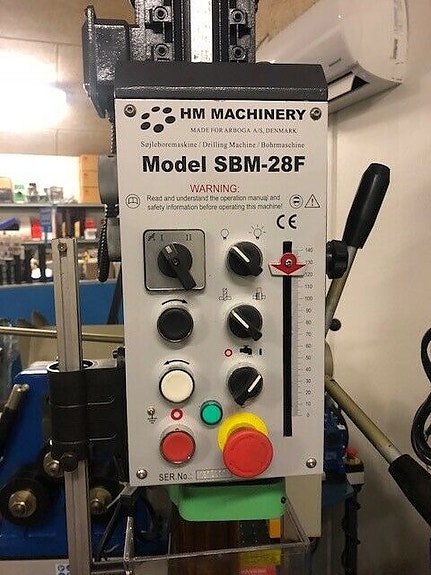 HM MACHINERY
MADE FOR ARBOGA A/S, DENMARK
Søjleboremaskine / Drilling Machine / Bohrmaschine
Model SBM-28F
WARNING:
Read and understand the operation manual and
safety information before operating this machine!
CE
I II
140
130
120
110
100
90
80
70
60
50
40
30
20
10
0
SER.No.: